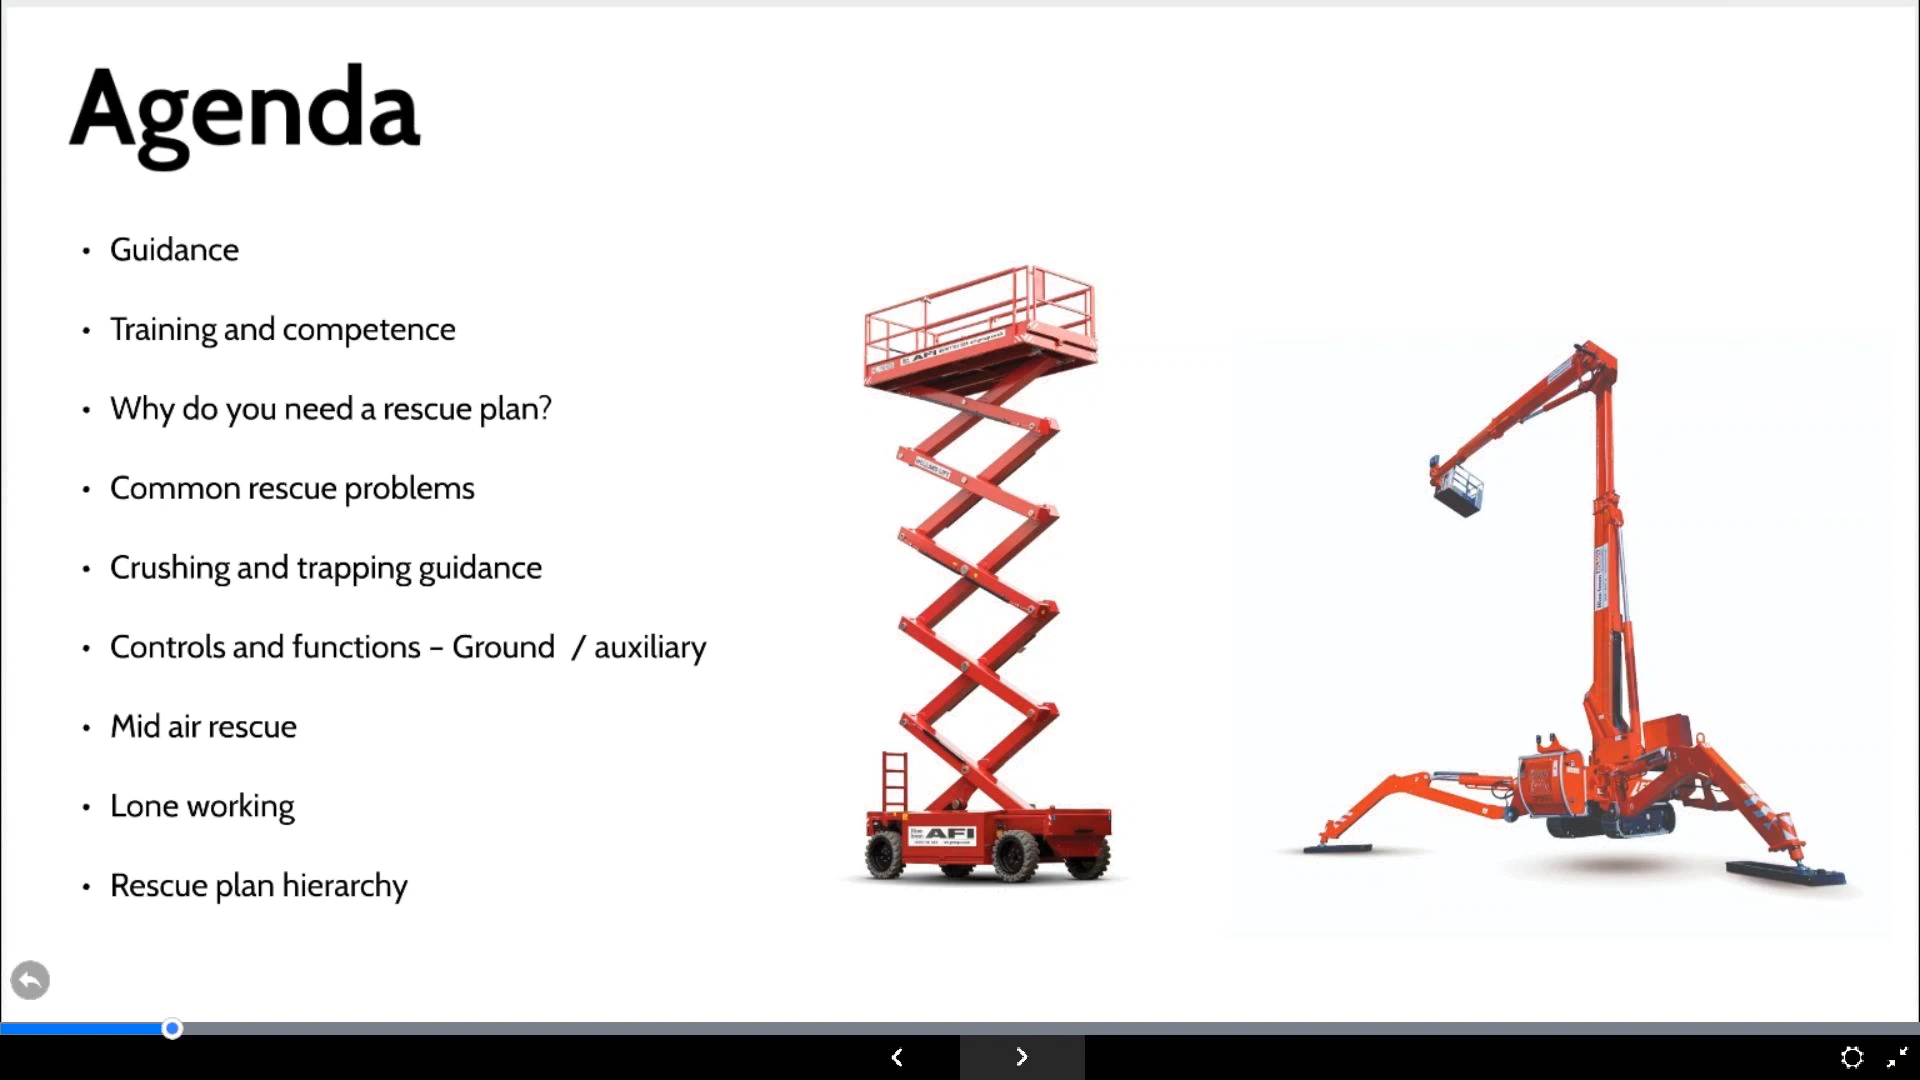 Agenda
• Guidance
• Training and competence
• Why do you need a rescue plan?
• Common rescue problems
• Crushing and trapping guidance
• Controls and functions – Ground / auxiliary
• Mid air rescue
• Lone working
• Rescue plan hierarchy
AFI
AFI